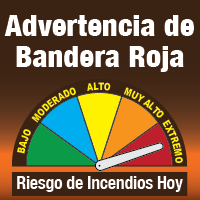 Advertencia de
Bandera Roja
BAJO
MODERADO
ALTO
MUY ALTO
EXTREMO
Riesgo de Incendios Hoy